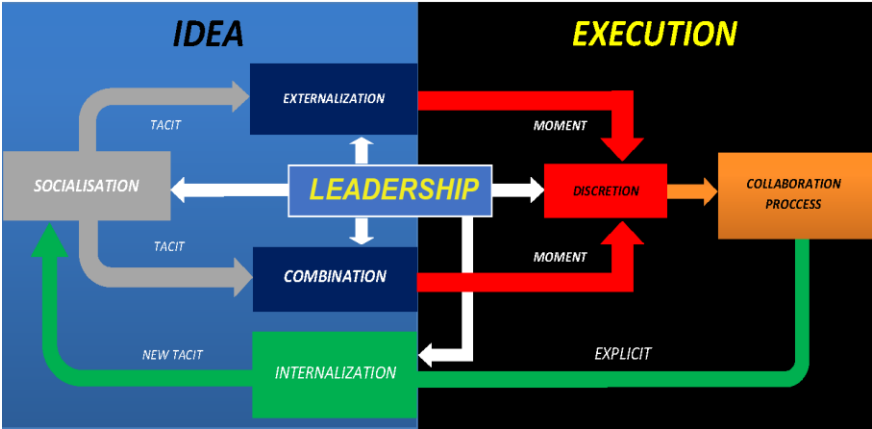 IDEA
EXECUTION
EXTERNALIZATION
TACIT
MOMENT
SOCIALISATION
LEADERSHIP
DISCRETION
COLLABORATION
PROCCESS
TACIT
MOMENT
COMBINATION
NEW TACIT
INTERNALIZATION
EXPLICIT